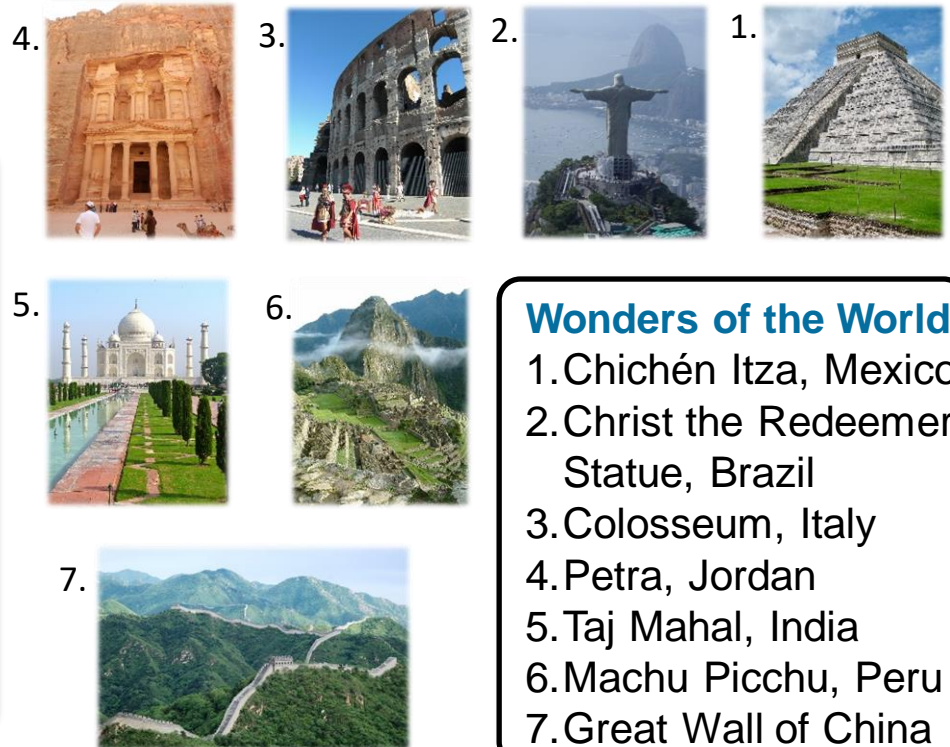 4.
3.
2.
1.
5.
6.
7.
Wonders of the World
1.Chichén Itza, Mexico
2.Christ the Redeemer
Statue, Brazil
3.Colosseum, Italy
4.Petra, Jordan
5.Taj Mahal, India
6.Machu Picchu, Peru
7.Great Wall of China